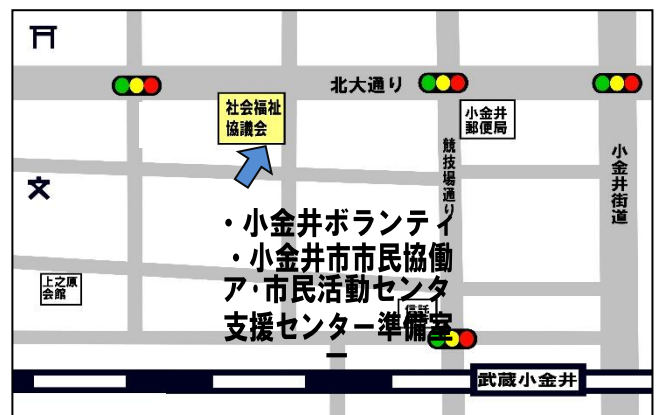 北大通り
社会福祉
協議会
小金井
郵便局
競技場通り
小金井街道
・小金井ボランティ
・小金井市市民協働
ア・市民活動センタ
支援センター準備室
ー
上之原
会館
信託
武蔵小金井